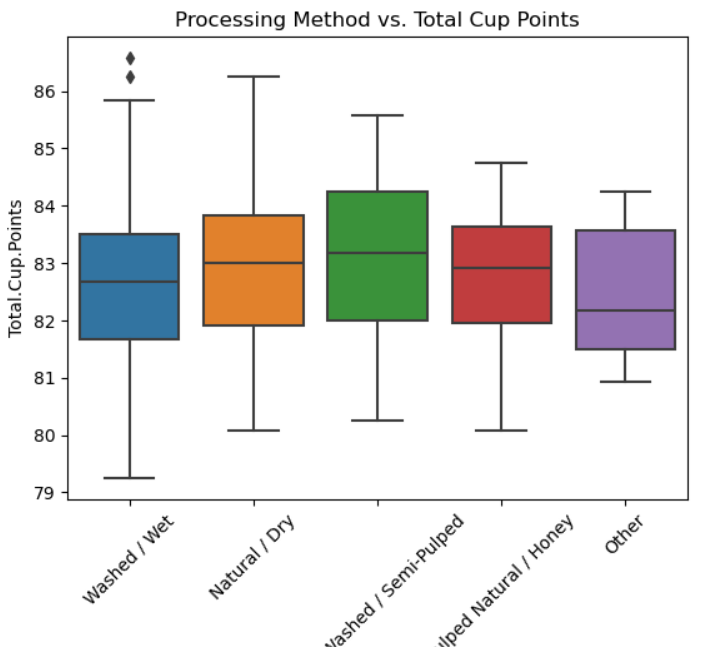 Processing Method vs. Total Cup Points
Total.Cup.Points
86
85
84
83
82
81
80
79
Washed / Wet
Natural / Dry
Washed / Semi-Pulped
ulped Natural / Honey
Other